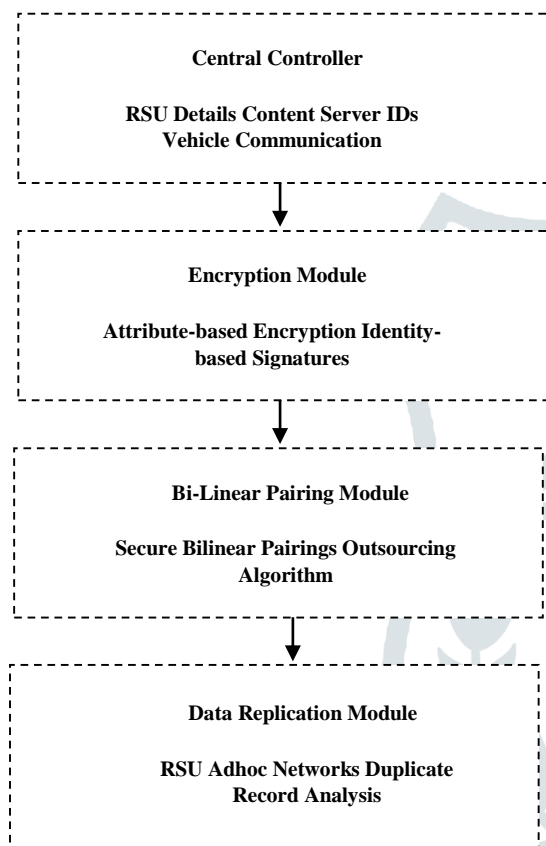 Central Controller
RSU Details Content Server IDs
Vehicle Communication
Encryption Module
Attribute-based Encryption Identity-
based Signatures
Bi-Linear Pairing Module
Secure Bilinear Pairings Outsourcing
Algorithm
Data Replication Module
RSU Adhoc Networks Duplicate
Record Analysis